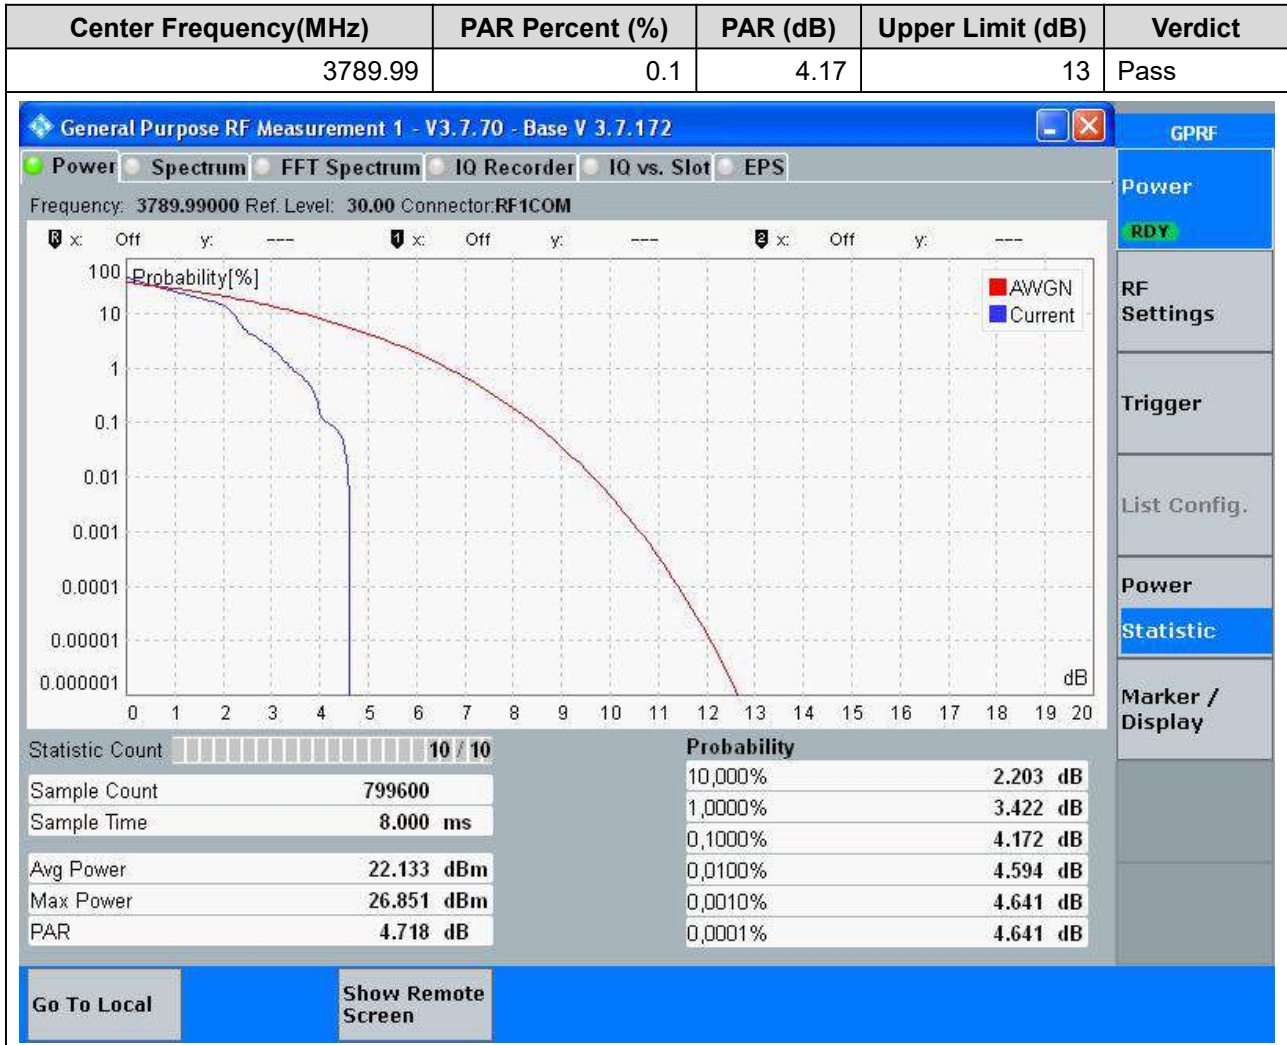 Center Frequency(MHz) PAR Percent (%) PAR (dB) Upper Limit (dB) Verdict
3789.99 0.1 4.17 13 Pass
General Purpose RF Measurement 1 - V3.7.70 - Base V 3.7.172
GPRF
Power Spectrum FFT Spectrum IQ Recorder IQ vs. Slot EPS
Power
RDY
Frequency: 3789.99000 Ref. Level: 30.00 Connector:RF1COM
R x: Off y: --- 1 x: Off y: --- 2 x: Off y: ---
Probability[%]
100
10
1
0.1
0.01
0.001
0.0001
0.00001
0.000001
AWGN
Current
dB
0 1 2 3 4 5 6 7 8 9 10 11 12 13 14 15 16 17 18 19 20
RF
Settings
Trigger
List Config.
Power
Statistic
Marker /
Display
Statistic Count 10 / 10
Sample Count 799600
Sample Time 8.000 ms
Avg Power 22.133 dBm
Max Power 26.851 dBm
PAR 4.718 dB
Probability
10,000% 2.203 dB
1,0000% 3.422 dB
0,1000% 4.172 dB
0,0100% 4.594 dB
0,0010% 4.641 dB
0,0001% 4.641 dB
Go To Local
Show Remote
Screen